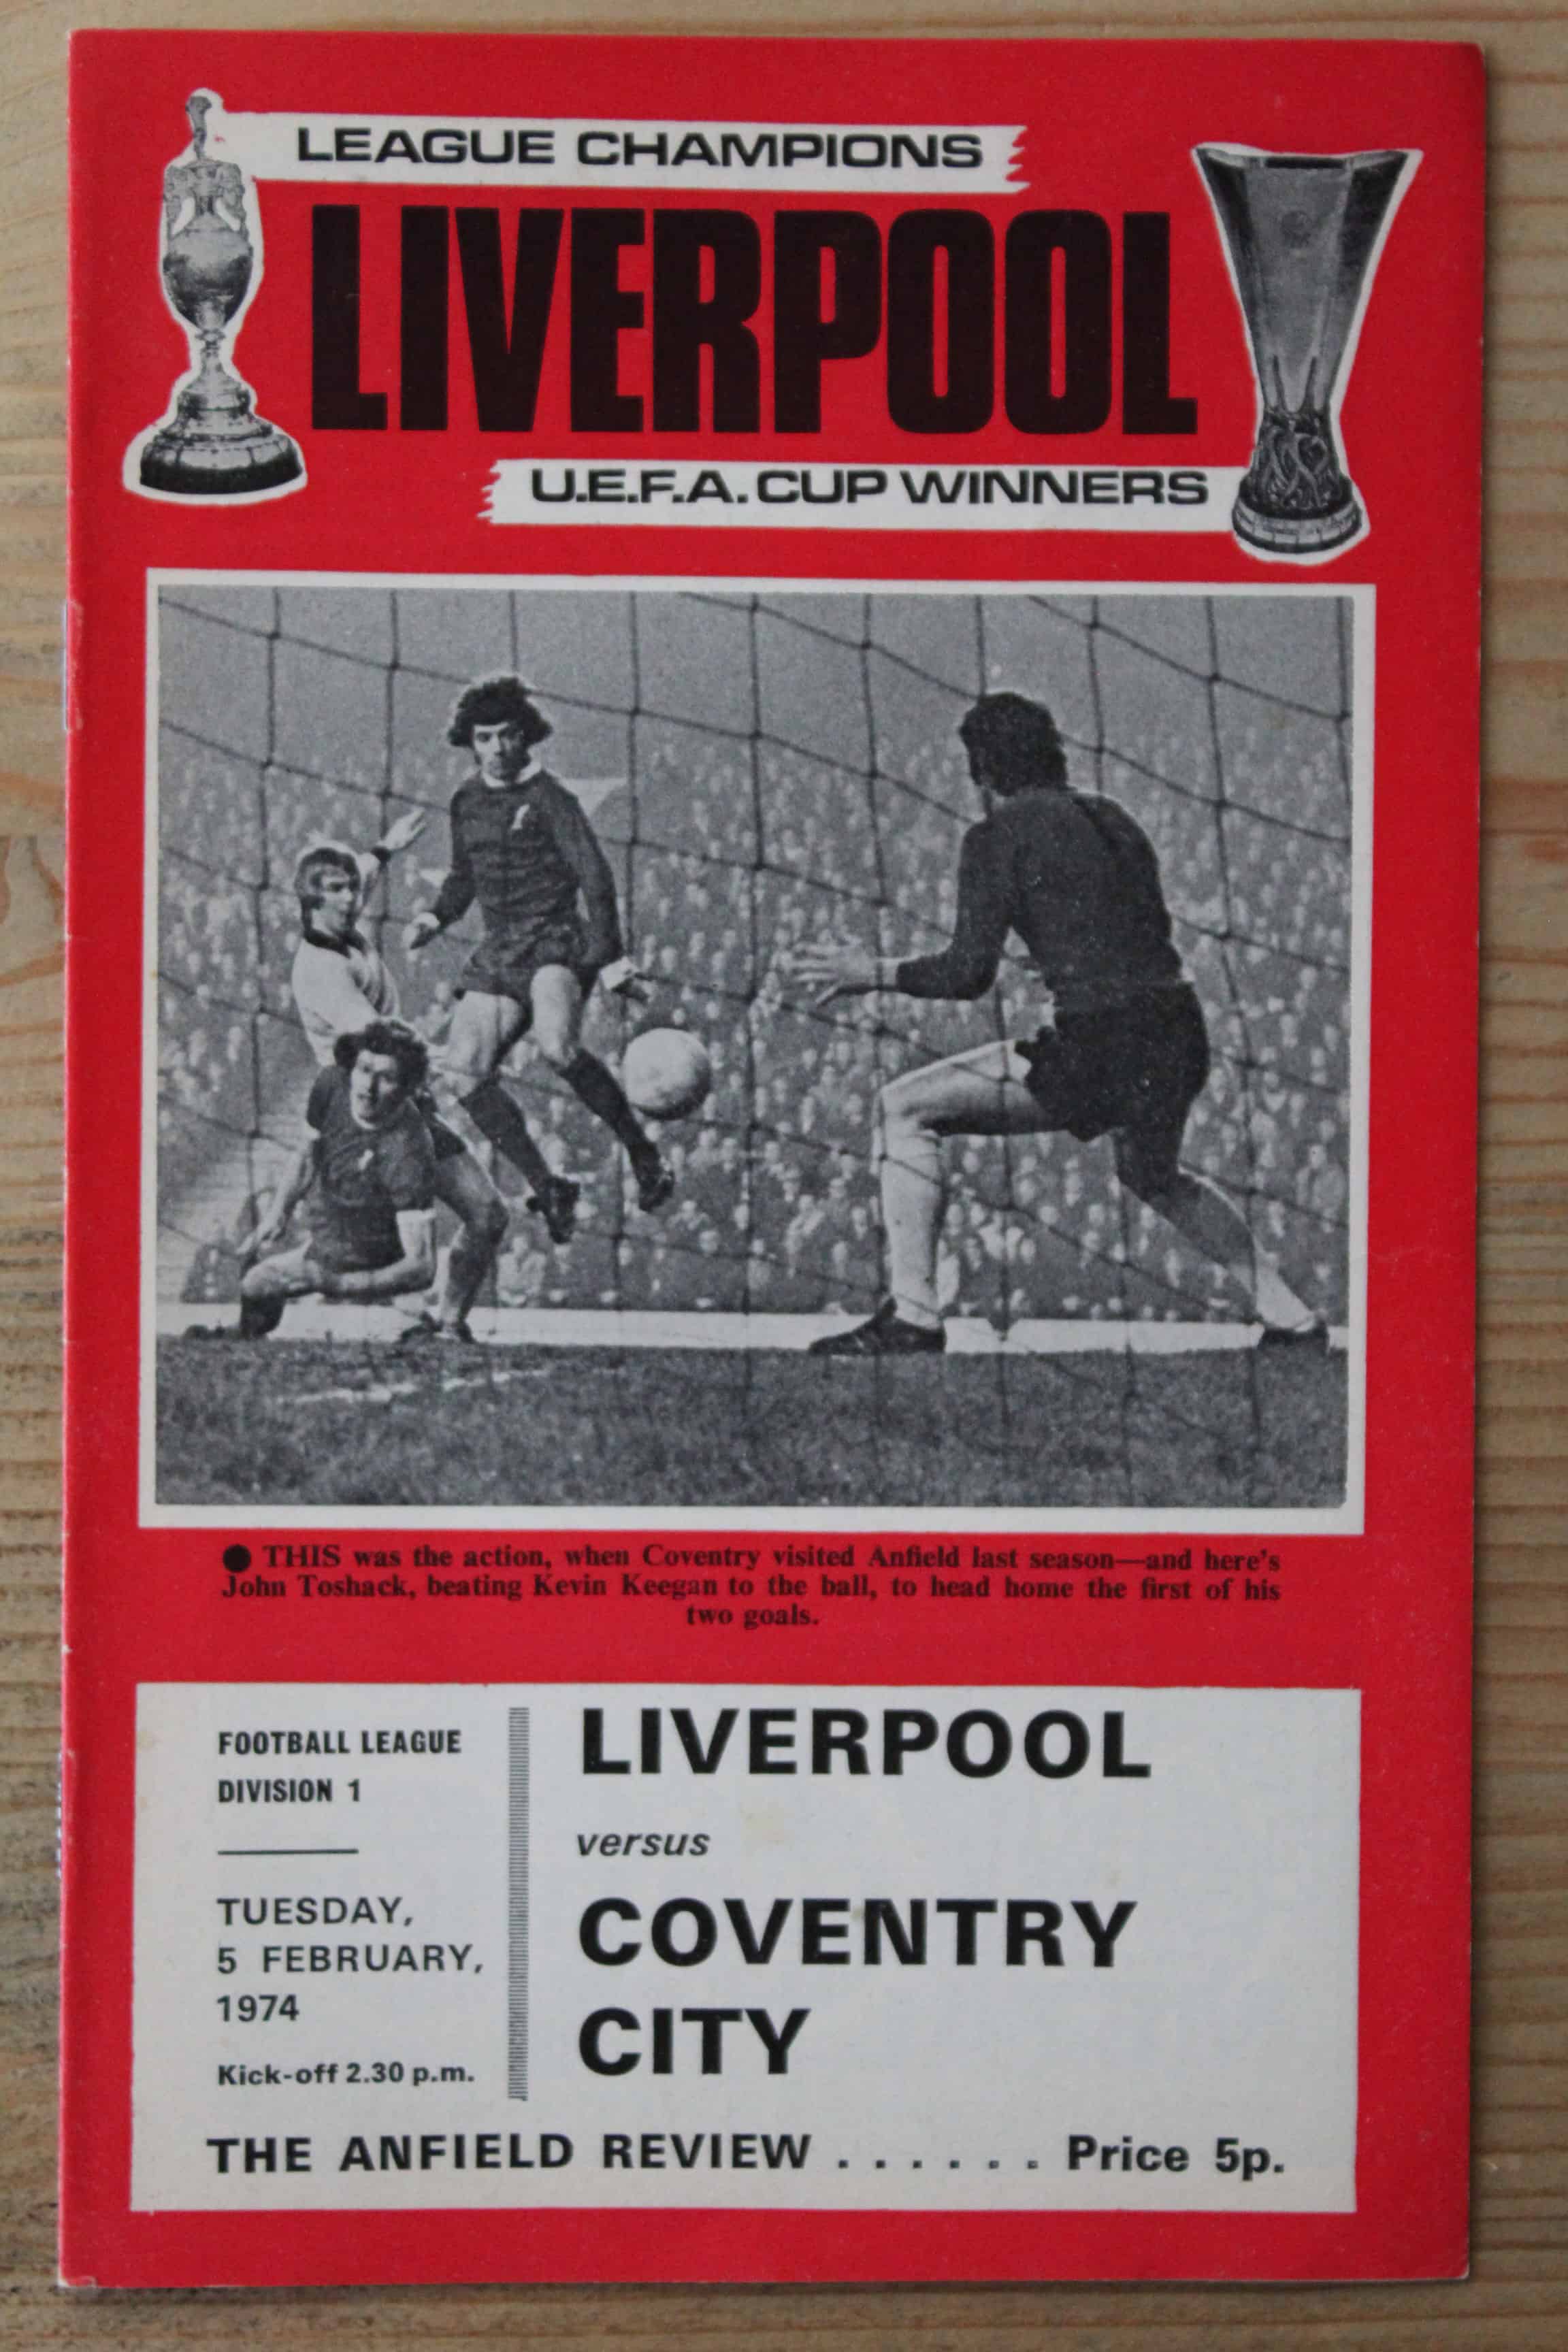 LEAGUE CHAMPIONS
LIVERPOOL
U.E.F.A. CUP WINNERS
● THIS was the action, when Coventry visited Anfield last season—and here's
John Toshack, beating Kevin Keegan to the ball, to head home the first of his
two goals.
FOOTBALL LEAGUE
DIVISION 1
TUESDAY,
5 FEBRUARY,
1974
Kick-off 2.30 p.m.
LIVERPOOL
versus
COVENTRY
CITY
THE ANFIELD REVIEW . . . . . . Price 5p.